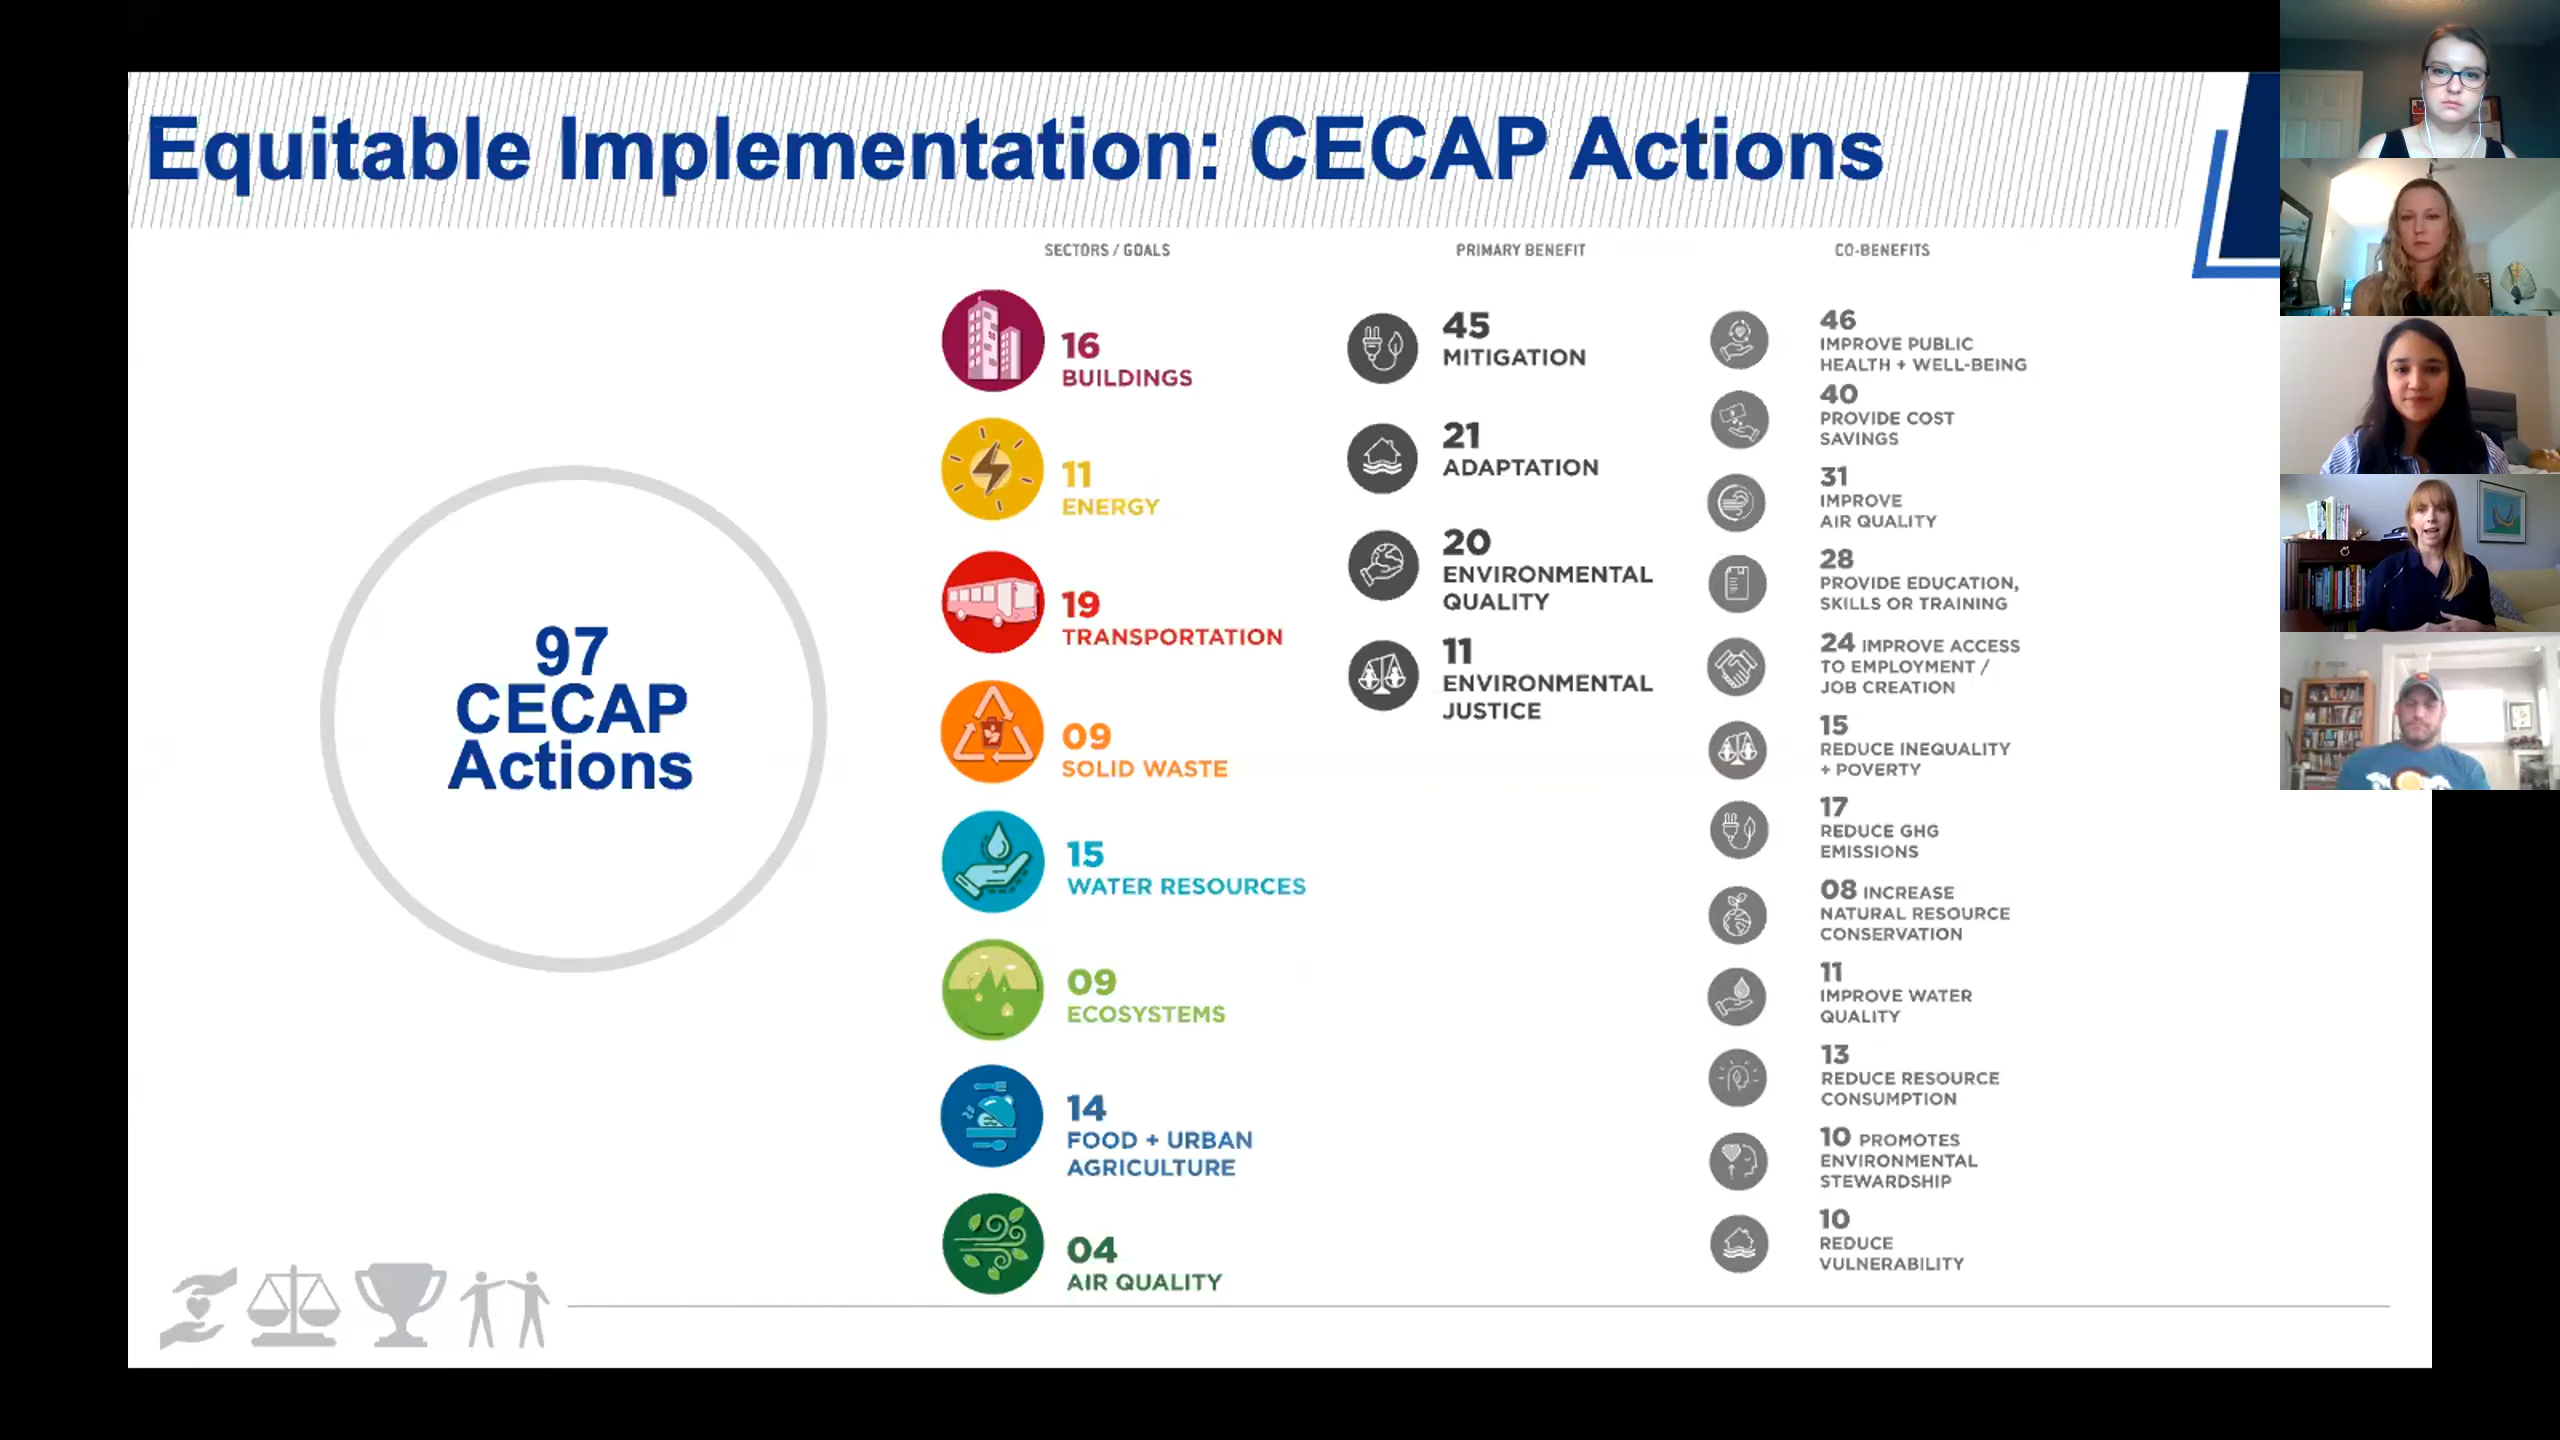 Equitable Implementation: CECAP Actions
97
CECAP
Actions
SECTORS / GOALS
16
BUILDINGS
11
ENERGY
19
TRANSPORTATION
09
SOLID WASTE
15
WATER RESOURCES
09
ECOSYSTEMS
14
FOOD + URBAN
AGRICULTURE
04
AIR QUALITY
PRIMARY BENEFIT
45
MITIGATION
21
ADAPTATION
20
ENVIRONMENTAL
QUALITY
11
ENVIRONMENTAL
JUSTICE
CO-BENEFITS
46
IMPROVE PUBLIC
HEALTH + WELL-BEING
40
PROVIDE COST
SAVINGS
31
IMPROVE
AIR QUALITY
28
PROVIDE EDUCATION,
SKILLS OR TRAINING
24 IMPROVE ACCESS
TO EMPLOYMENT /
JOB CREATION
15
REDUCE INEQUALITY
+ POVERTY
17
REDUCE GHG
EMISSIONS
08 INCREASE
NATURAL RESOURCE
CONSERVATION
11
IMPROVE WATER
QUALITY
13
REDUCE RESOURCE
CONSUMPTION
10 PROMOTES
ENVIRONMENTAL
STEWARDSHIP
10
REDUCE
VULNERABILITY